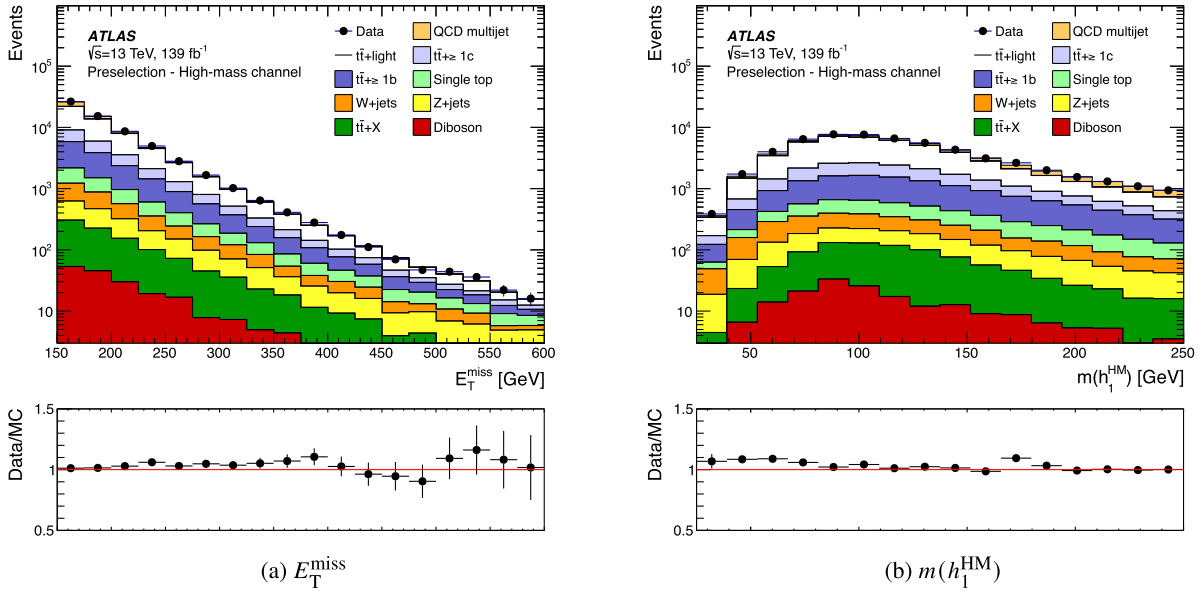 Events
10⁵
10⁴
10³
10²
10
ATLAS
√s=13 TeV, 139 fb⁻¹
Preselection - High-mass channel
Data
QCD multijet
tt̄+light
tt̄+≥ 1c
tt̄+≥ 1b
Single top
W+jets
Z+jets
tt̄+X
Diboson
150 200 250 300 350 400 450 500 550 600
E_T^miss [GeV]
Data/MC
1.5
1
0.5
(a) E_T^miss
Events
10⁵
10⁴
10³
10²
10
ATLAS
√s=13 TeV, 139 fb⁻¹
Preselection - High-mass channel
Data
QCD multijet
tt̄+light
tt̄+≥ 1c
tt̄+≥ 1b
Single top
W+jets
Z+jets
tt̄+X
Diboson
50 100 150 200 250
m(h_1^HM) [GeV]
Data/MC
1.5
1
0.5
(b) m(h_1^HM)